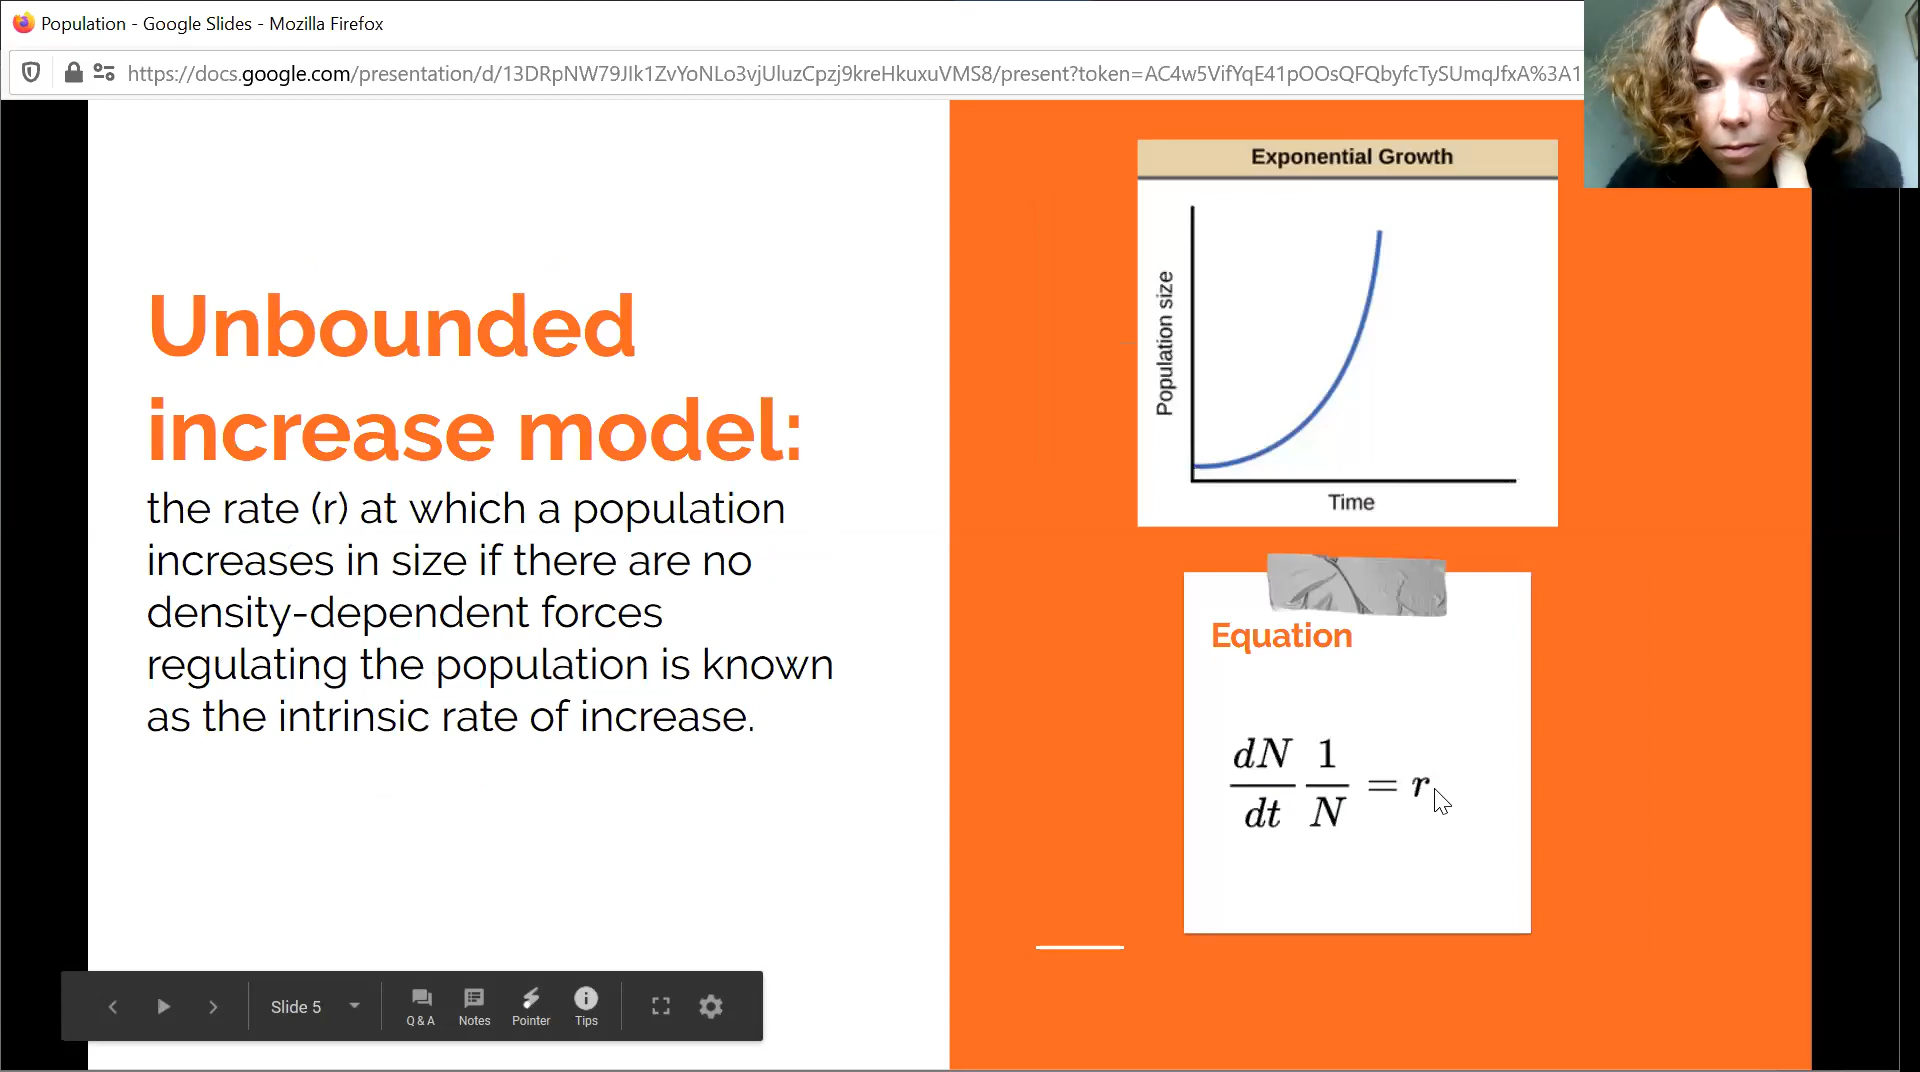 Population - Google Slides - Mozilla Firefox
https://docs.google.com/presentation/d/13DRpNW79JIk1ZvYoNLo3vjUluzCpzj9kreHkuxuVMS8/present?token=AC4w5VifYqE41pOOsQFQbyfcTySUmqJfxA%3A1
Exponential Growth
Population size
Time
Unbounded
increase model:
the rate (r) at which a population
increases in size if there are no
density-dependent forces
regulating the population is known
as the intrinsic rate of increase.
Equation
dN 1
dt N = r
Slide 5
Q & A Notes Pointer Tips